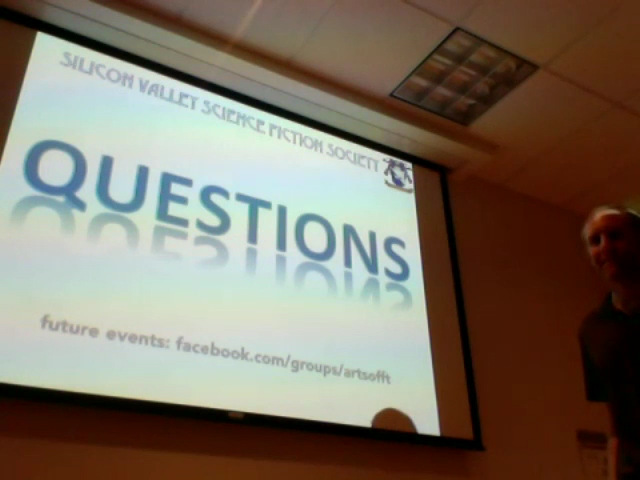 SILICON VALLEY SCIENCE FICTION SOCIETY
QUESTIONS
future events: facebook.com/groups/artsofft